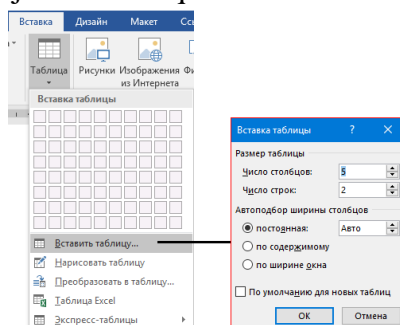 Вставка Дизайн Макет
Таблица Рисунки Изображения из Интернета
Вставка таблицы
Вставить таблицу...
Нарисовать таблицу
Преобразовать в таблицу...
Таблица Excel
Экспресс-таблицы
Вставка таблицы ? ×
Размер таблицы
Число столбцов: 5
Число строк: 2
Автоподбор ширины столбцов
постоянная: Авто
по содержимому
по ширине окна
По умолчанию для новых таблиц
ОК Отмена